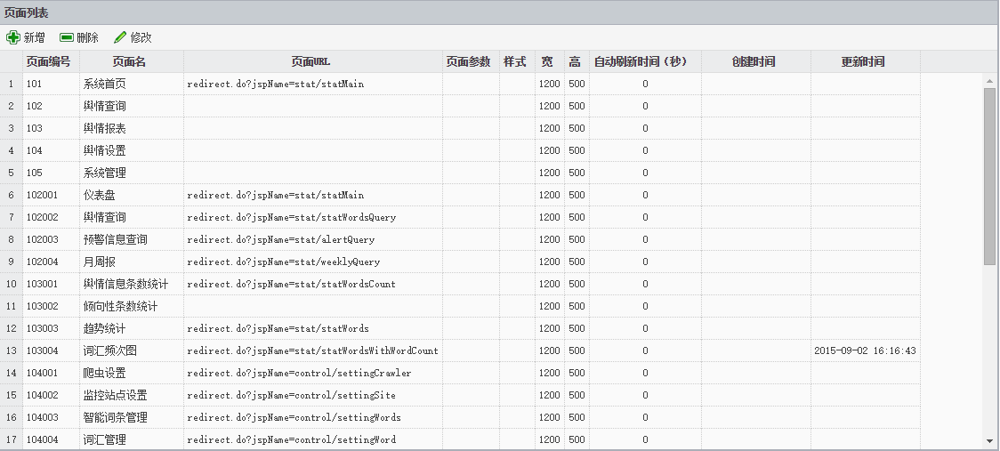 页面列表
新增 删除 修改
页面编号 页面名 页面URL 页面参数 样式 宽 高 自动刷新时间（秒） 创建时间 更新时间
1 101 系统首页 redirect.do?jspName=stat/statMain 1200 500 0
2 102 舆情查询 1200 500 0
3 103 舆情报表 1200 500 0
4 104 舆情设置 1200 500 0
5 105 系统管理 1200 500 0
6 102001 仪表盘 redirect.do?jspName=stat/statMain 1200 500 0
7 102002 舆情查询 redirect.do?jspName=stat/statWordsQuery 1200 500 0
8 102003 预警信息查询 redirect.do?jspName=stat/alertQuery 1200 500 0
9 102004 月周报 redirect.do?jspName=stat/weeklyQuery 1200 500 0
10 103001 舆情信息条数统计 redirect.do?jspName=stat/statWordsCount 1200 500 0
11 103002 倾向性条数统计 1200 500 0
12 103003 趋势统计 redirect.do?jspName=stat/statWords 1200 500 0
13 103004 词汇频次图 redirect.do?jspName=stat/statWordsWithWordCount 1200 500 0 2015-09-02 16:16:43
14 104001 爬虫设置 redirect.do?jspName=control/settingCrawler 1200 500 0
15 104002 监控站点设置 redirect.do?jspName=control/settingSite 1200 500 0
16 104003 智能词条管理 redirect.do?jspName=control/settingWords 1200 500 0
17 104004 词汇管理 redirect.do?jspName=control/settingWord 1200 500 0